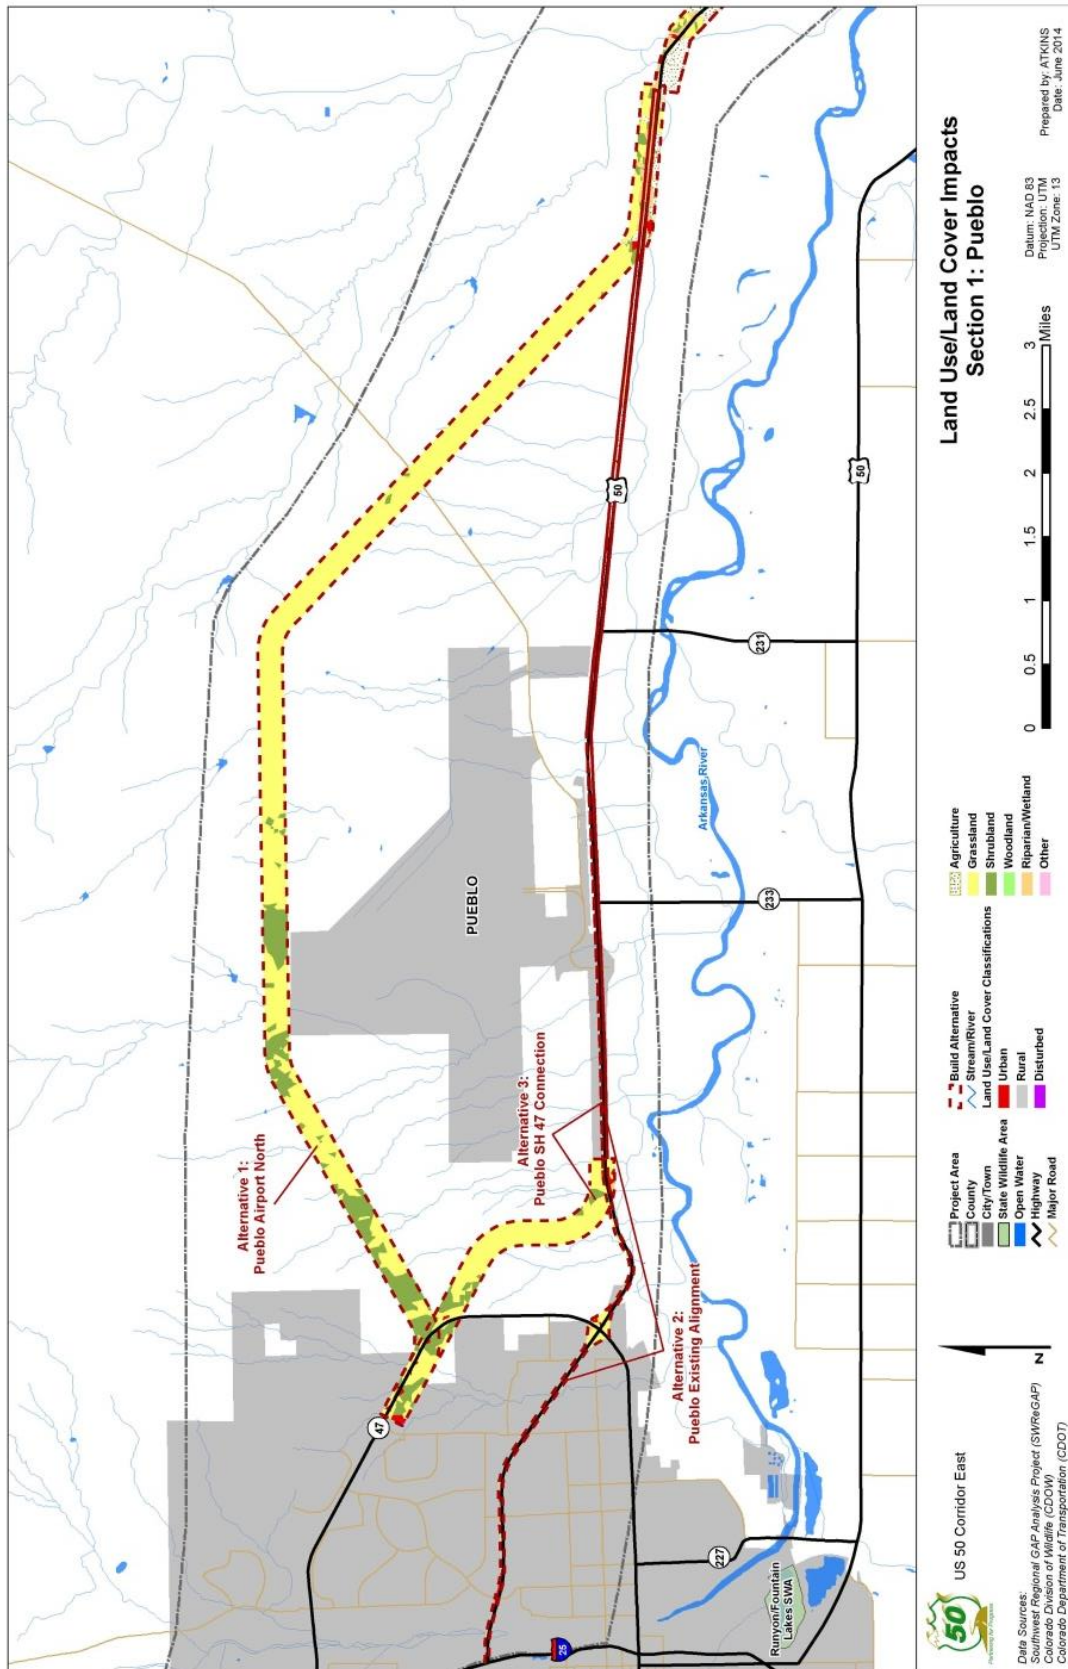 Alternative 1:
Pueblo Airport North
47
PUEBLO
Alternative 3:
Pueblo SH 47 Connection
50
Alternative 2:
Pueblo Existing Alignment
25
227
Runyon/Fountain
Lakes SWA
233
Arkansas River
231
50
50
US 50 Corridor East
Data Sources:
Southwest Regional GAP Analysis Project (SWReGAP)
Colorado Division of Wildlife (CDOW)
Colorado Department of Transportation (CDOT)
N
Project Area
County
City/Town
State Wildlife Area
Open Water
Highway
Major Road
Build Alternative
Stream/River
Land Use/Land Cover Classifications
Urban
Rural
Disturbed
Agriculture
Grassland
Shrubland
Woodland
Riparian/Wetland
Other
0 0.5 1 1.5 2 2.5 3
Miles
Land Use/Land Cover Impacts
Section 1: Pueblo
Datum: NAD 83
Projection: UTM
UTM Zone: 13
Prepared by: ATKINS
Date: June 2014